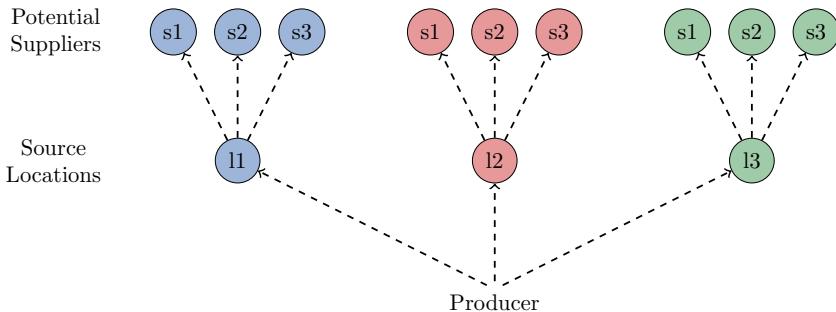 Potential
Suppliers
s1 s2 s3 s1 s2 s3 s1 s2 s3
Source
Locations
l1 l2 l3
Producer